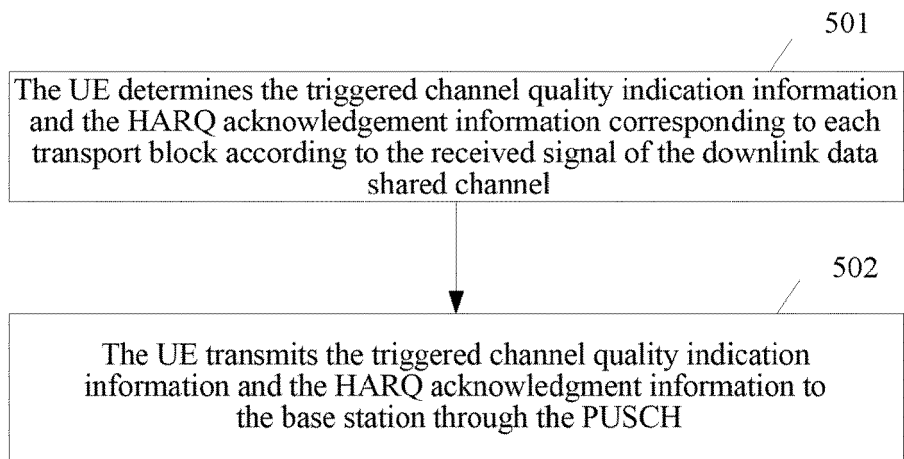 501
The UE determines the triggered channel quality indication information
and the HARQ acknowledgement information corresponding to each
transport block according to the received signal of the downlink data
shared channel
502
The UE transmits the triggered channel quality indication
information and the HARQ acknowledgment information to
the base station through the PUSCH